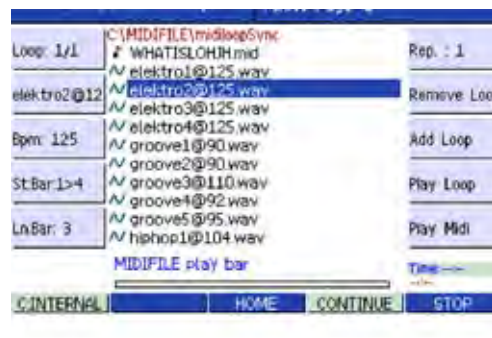 Loop: 1/1
elektro2@12
Bpm: 125
St.Bar:1>4
Ln.Bar: 3
C:\MIDIFILE\midiloopSync
WHATISLOHJH.mid
elektro1@125.wav
elektro2@125.wav
elektro3@125.wav
elektro4@125.wav
groove1@90.wav
groove2@90.wav
groove3@110.wav
groove4@92.wav
groove5@95.wav
hiphop1@104.wav
MIDIFILE play bar
Rep. : 1
Remove Loo
Add Loop
Play Loop
Play Midi
Time:---
C:INTERNAL
HOME
CONTINUE
STOP